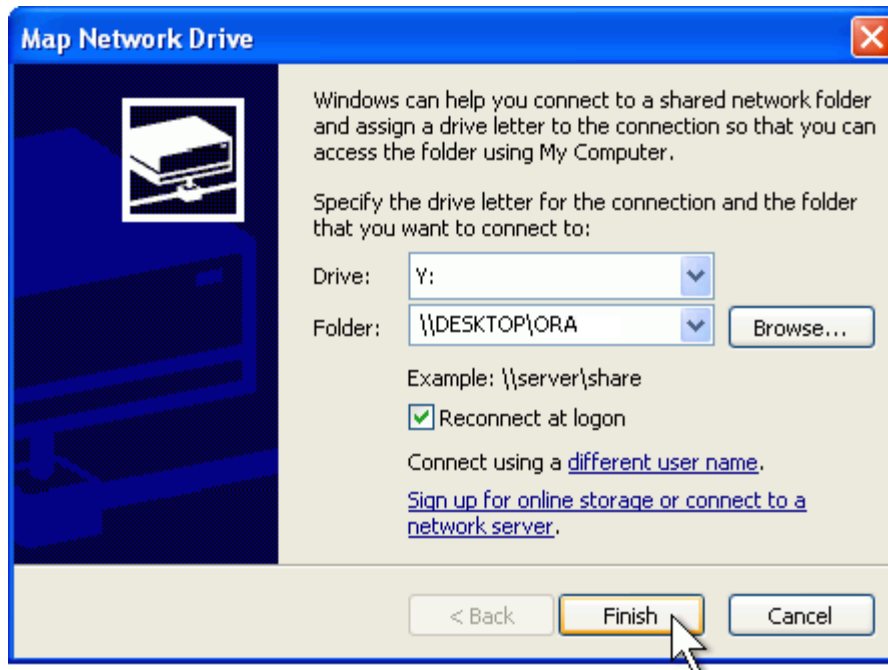 Map Network Drive
Windows can help you connect to a shared network folder
and assign a drive letter to the connection so that you can
access the folder using My Computer.
Specify the drive letter for the connection and the folder
that you want to connect to:
Drive: Y:
Folder: \\DESKTOP\ORA Browse...
Example: \\server\share
Reconnect at logon
Connect using a different user name.
Sign up for online storage or connect to a
network server.
< Back Finish Cancel